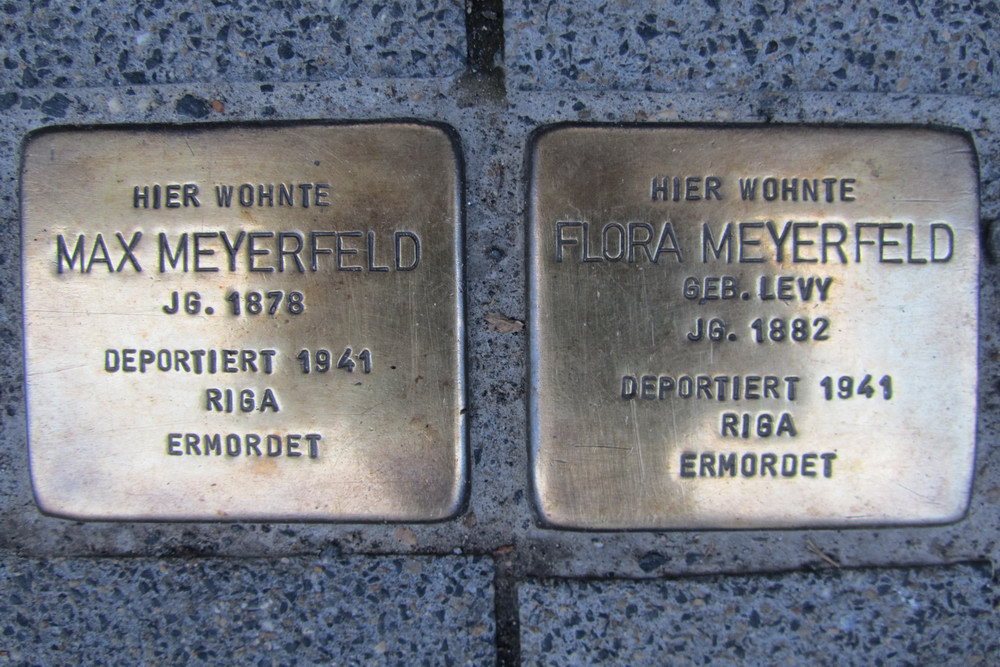 HIER WOHNTE
MAX MEYERFELD
JG. 1878
DEPORTIERT 1941
RIGA
ERMORDET
HIER WOHNTE
FLORA MEYERFELD
GEB. LEVY
JG. 1882
DEPORTIERT 1941
RIGA
ERMORDET